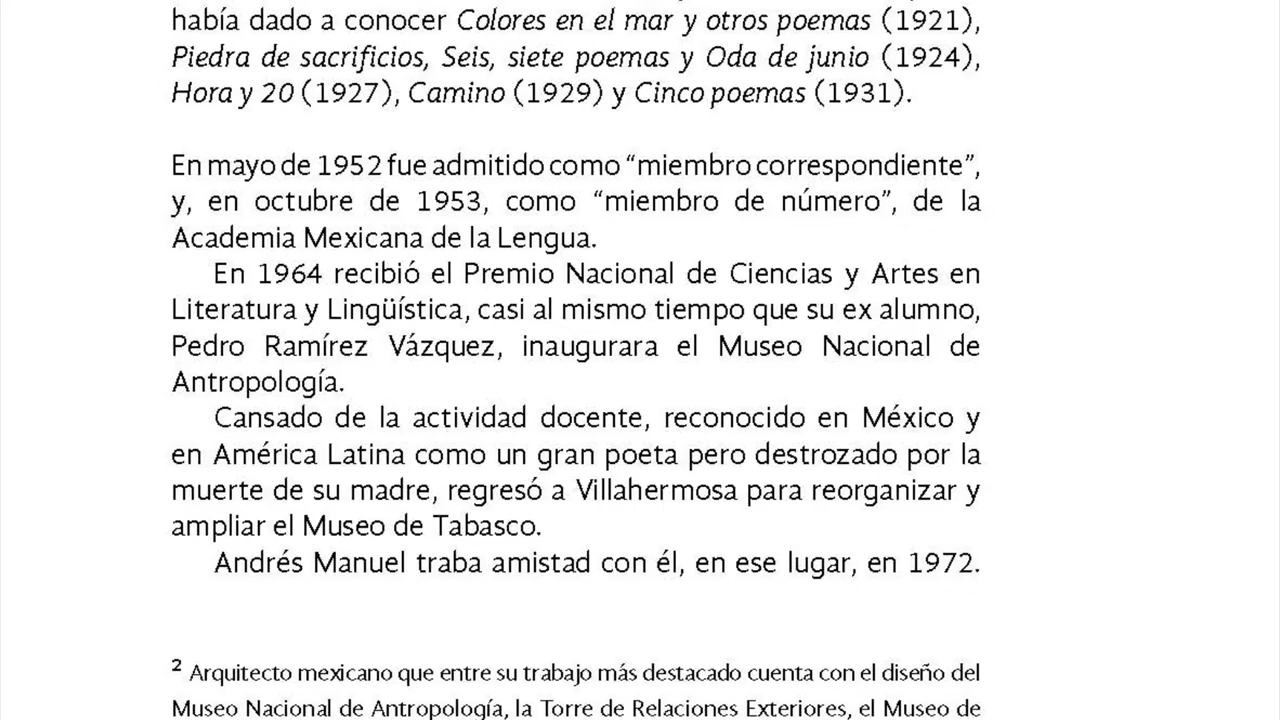 había dado a conocer Colores en el mar y otros poemas (1921),
Piedra de sacrificios, Seis, siete poemas y Oda de junio (1924),
Hora y 20 (1927), Camino (1929) y Cinco poemas (1931).
En mayo de 1952 fue admitido como “miembro correspondiente”,
y, en octubre de 1953, como “miembro de número”, de la
Academia Mexicana de la Lengua.
En 1964 recibió el Premio Nacional de Ciencias y Artes en
Literatura y Lingüística, casi al mismo tiempo que su ex alumno,
Pedro Ramírez Vázquez, inaugurara el Museo Nacional de
Antropología.
Cansado de la actividad docente, reconocido en México y
en América Latina como un gran poeta pero destrozado por la
muerte de su madre, regresó a Villahermosa para reorganizar y
ampliar el Museo de Tabasco.
Andrés Manuel traba amistad con él, en ese lugar, en 1972.
2 Arquitecto mexicano que entre su trabajo más destacado cuenta con el diseño del
Museo Nacional de Antropología, la Torre de Relaciones Exteriores, el Museo de